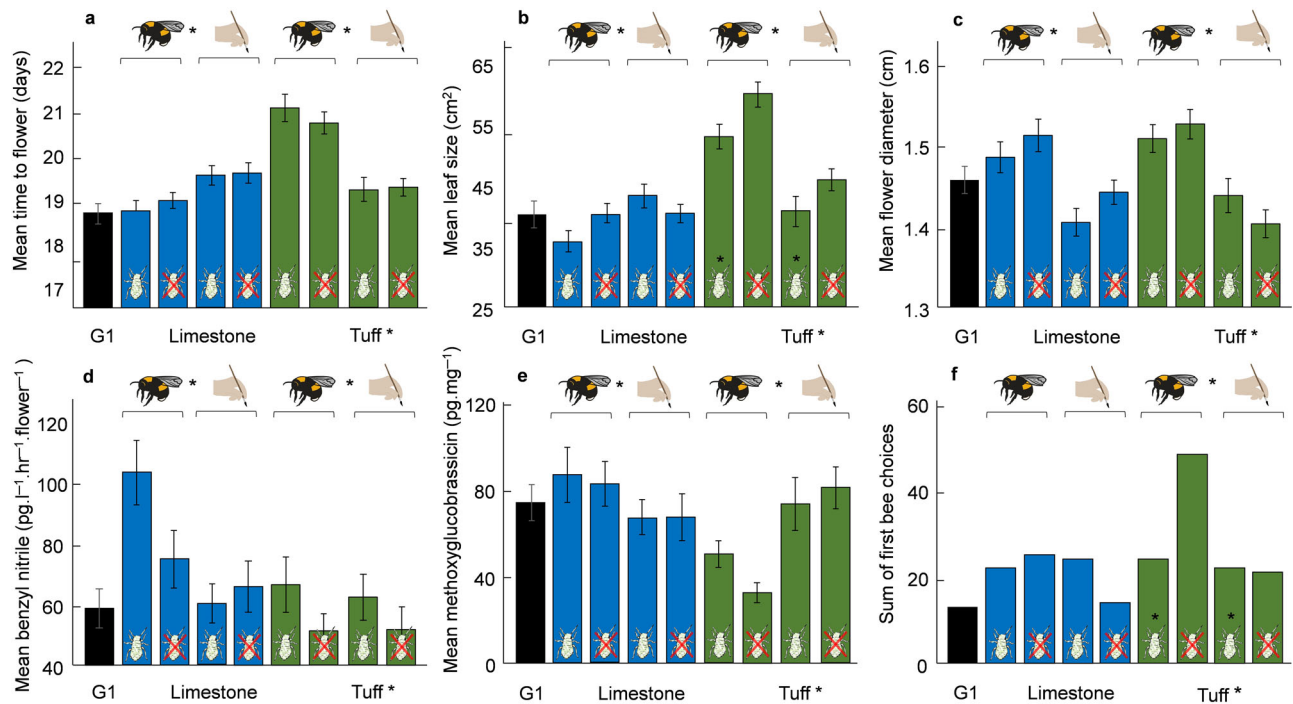 a
*
*
Mean time to flower (days)
22
21
20
19
18
17
G1
Limestone
Tuff *
b
*
*
Mean leaf size (cm²)
65
55
45
35
25
*
*
G1
Limestone
Tuff *
c
*
*
Mean flower diameter (cm)
1.6
1.5
1.4
1.3
G1
Limestone
Tuff *
d
*
*
Mean benzyl nitrile (pg.l⁻¹.hr⁻¹.flower⁻¹ )
120
100
80
60
40
G1
Limestone
Tuff *
e
*
*
Mean methoxyglucobrassicin (pg.mg⁻¹)
120
80
40
0
G1
Limestone
Tuff *
f
*
Sum of first bee choices
60
40
20
0
*
*
G1
Limestone
Tuff *